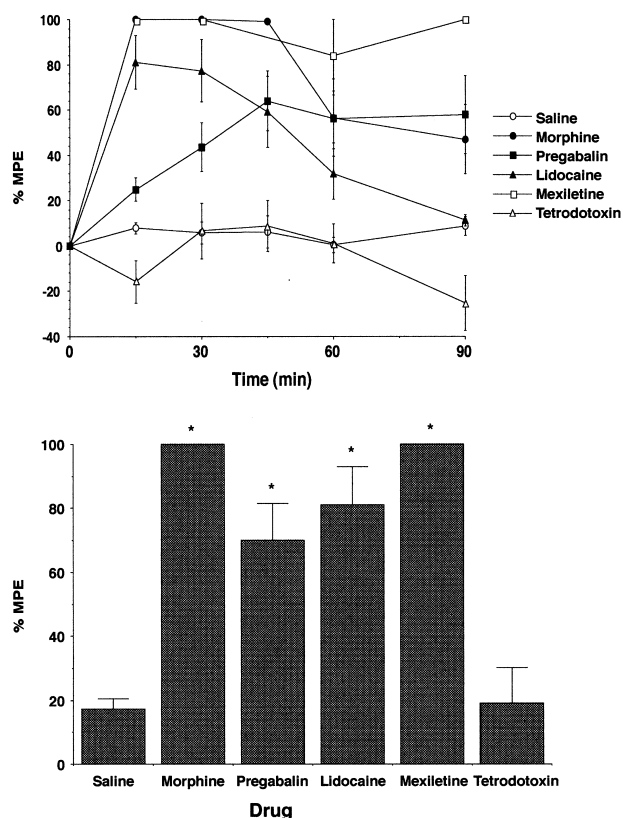 100
80
60
40
20
0
-20
-40
% MPE
0 30 60 90
Time (min)
Saline
Morphine
Pregabalin
Lidocaine
Mexiletine
Tetrodotoxin
100
80
60
40
20
0
% MPE
* * * *
Saline Morphine Pregabalin Lidocaine Mexiletine Tetrodotoxin
Drug